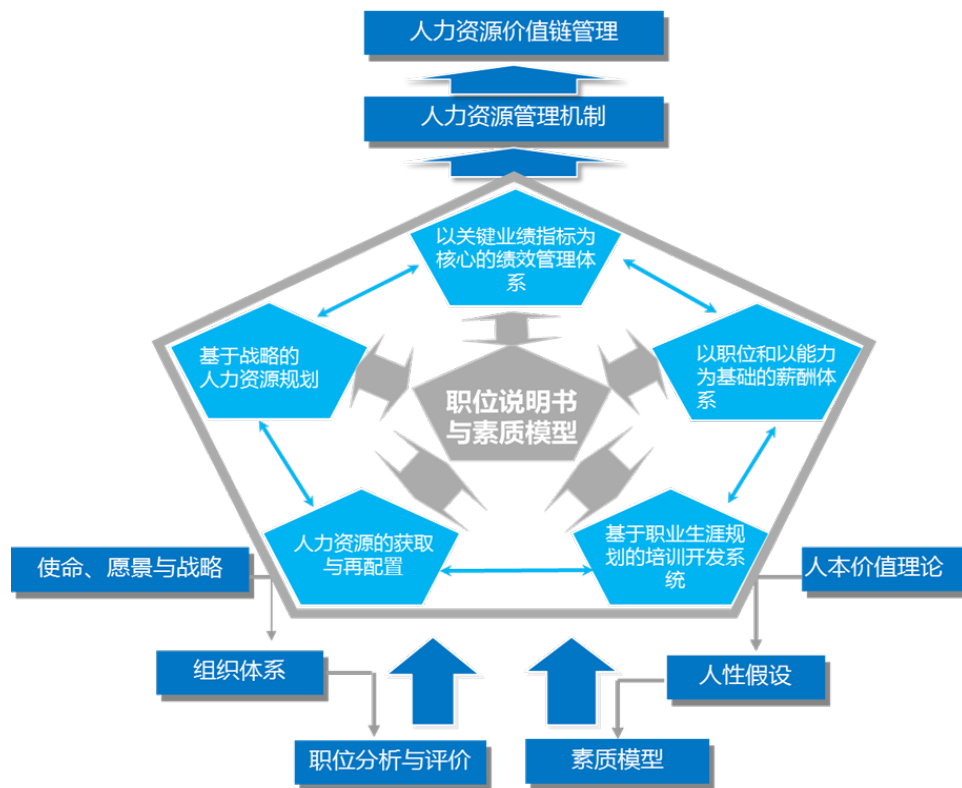 人力资源价值链管理
人力资源管理机制
以关键业绩指标为
核心的绩效管理体
系
基于战略的
人力资源规划
以职位和以能力
为基础的薪酬体
系
职位说明书
与素质模型
人力资源的获取
与再配置
基于职业生涯规
划的培训开发系
统
使命、愿景与战略
人本价值理论
组织体系
人性假设
职位分析与评价
素质模型